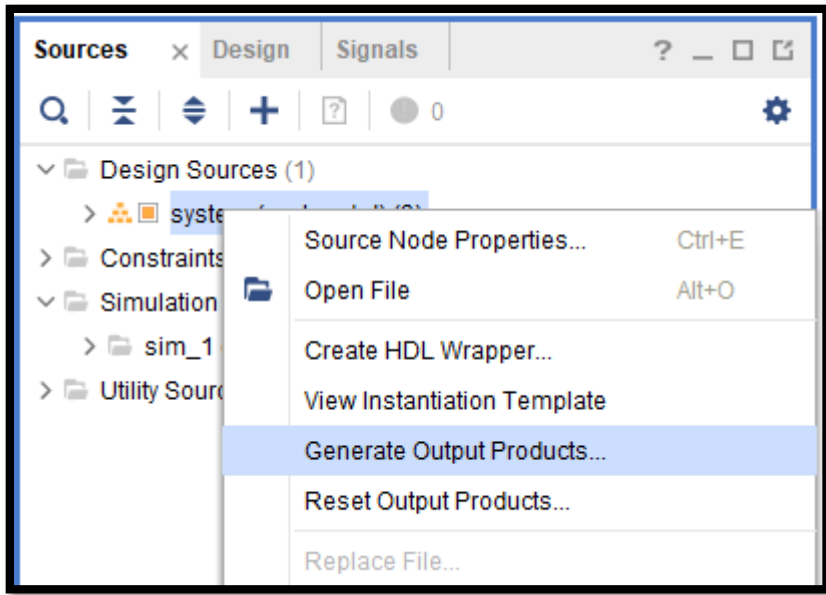 Sources × Design Signals ? _
0
Design Sources (1)
Source Node Properties... Ctrl+E
Constraints
Open File Alt+O
Simulation
sim_1
Create HDL Wrapper...
Utility
View Instantiation Template
Generate Output Products...
Reset Output Products...
Replace File...